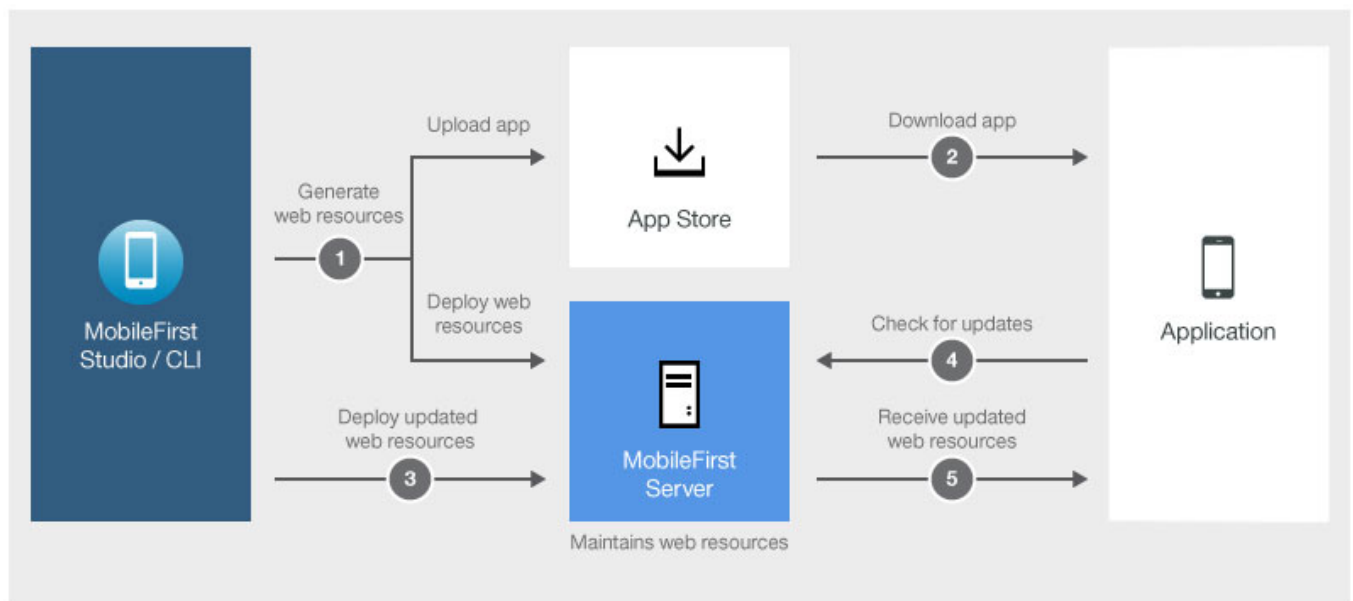 MobileFirst
Studio / CLI
Generate
web resources
1
Upload app
Deploy web
resources
Deploy updated
web resources
3
App Store
MobileFirst
Server
Maintains web resources
Download app
2
Check for updates
4
Receive updated
web resources
5
Application